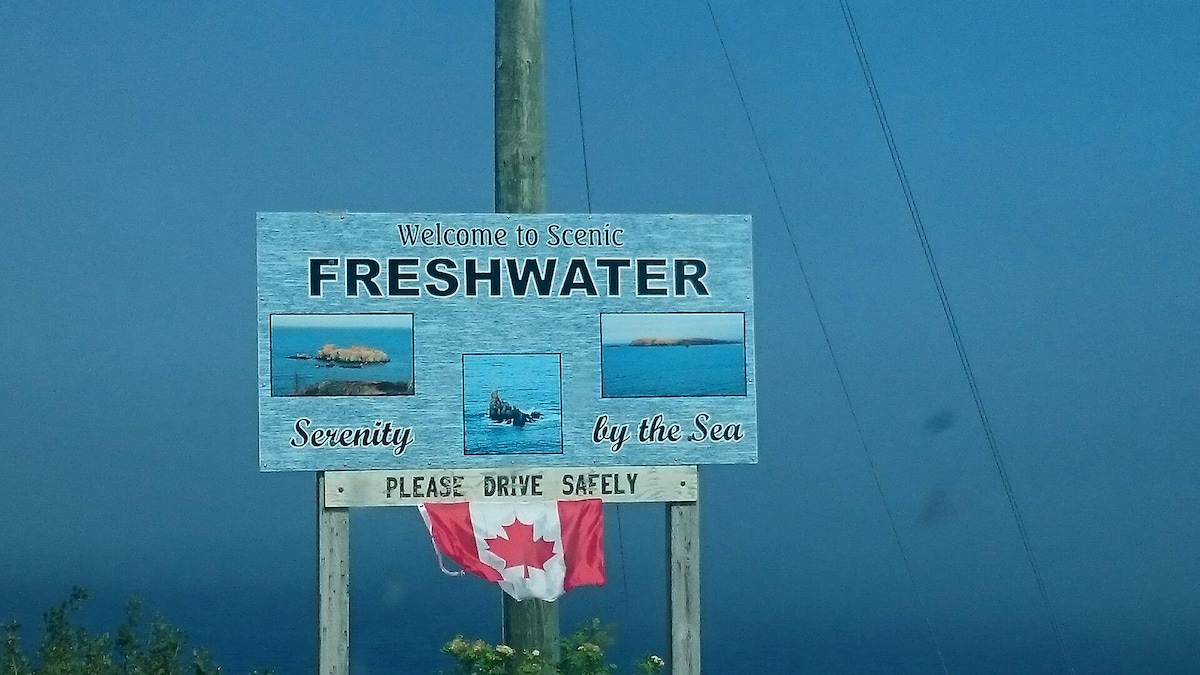 Welcome to Scenic
FRESHWATER
Serenity by the Sea
PLEASE DRIVE SAFELY